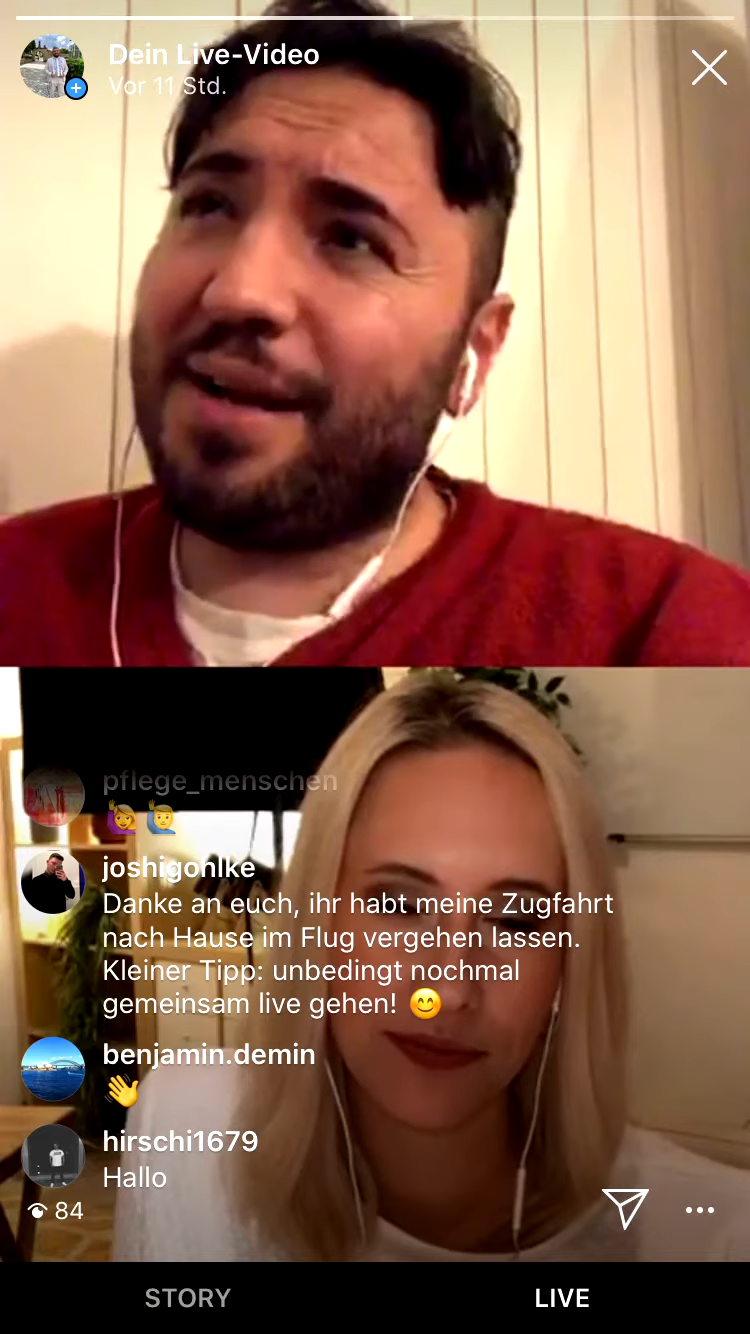 Dein Live-Video
Vor 11 Std.
pflege_menschen
🙋‍♀️🙋‍♂️
joshigohlke
Danke an euch, ihr habt meine Zugfahrt
nach Hause im Flug vergehen lassen.
Kleiner Tipp: unbedingt nochmal
gemeinsam live gehen! 😊
benjamin.demin
👋
hirschi1679
Hallo
84
STORY
LIVE